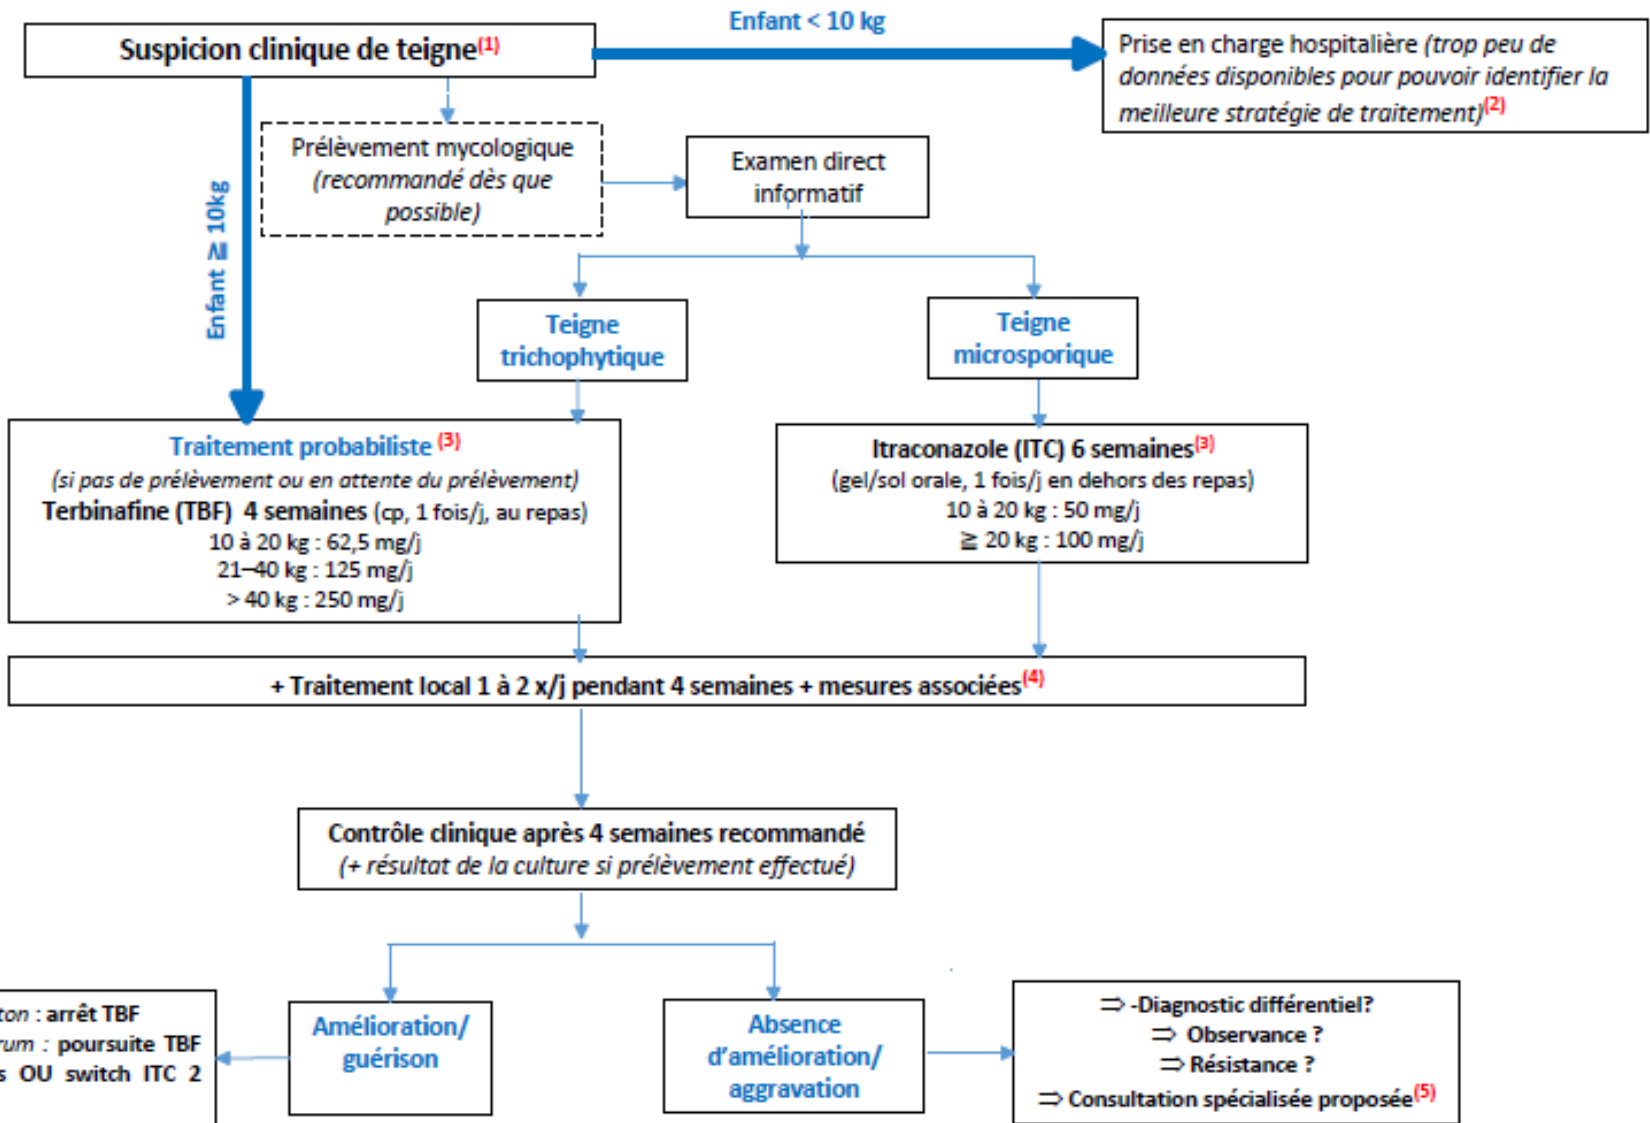 Enfant < 10 kg
Suspicion clinique de teigne(1)
Prise en charge hospitalière (trop peu de
données disponibles pour pouvoir identifier la
meilleure stratégie de traitement)(2)
Enfant ≧ 10kg
Prélèvement mycologique
(recommandé dès que
possible)
Examen direct
informatif
Teigne
trichophytique
Teigne
microsporique
Traitement probabiliste (3)
(si pas de prélèvement ou en attente du prélèvement)
Terbinafine (TBF) 4 semaines (cp, 1 fois/j, au repas)
10 à 20 kg : 62,5 mg/j
21–40 kg : 125 mg/j
> 40 kg : 250 mg/j
Itraconazole (ITC) 6 semaines(3)
(gel/sol orale, 1 fois/j en dehors des repas)
10 à 20 kg : 50 mg/j
≧ 20 kg : 100 mg/j
+ Traitement local 1 à 2 x/j pendant 4 semaines + mesures associées(4)
Contrôle clinique après 4 semaines recommandé
(+ résultat de la culture si prélèvement effectué)
: arrêt TBF
: poursuite TBF
OU switch ITC 2
Amélioration/
guérison
Absence
d'amélioration/
aggravation
⇒ -Diagnostic différentiel?
⇒ Observance ?
⇒ Résistance ?
⇒ Consultation spécialisée proposée(5)